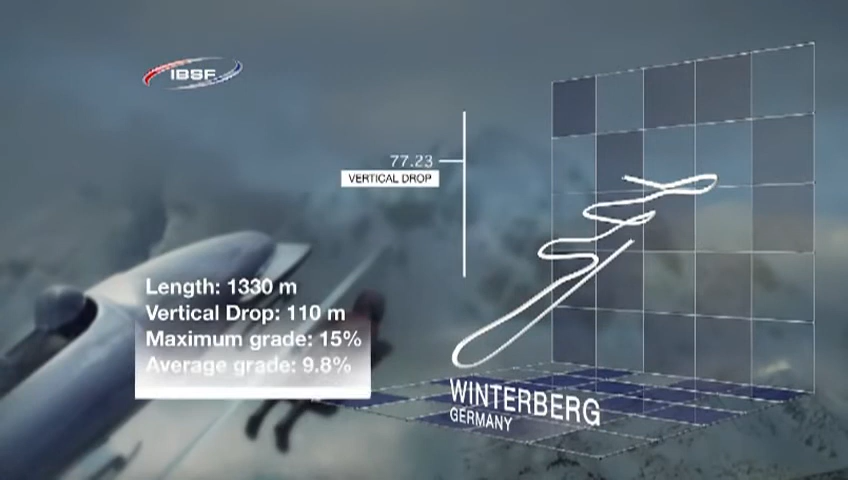 IBSF
77.23
VERTICAL DROP
Length: 1330 m
Vertical Drop: 110 m
Maximum grade: 15%
Average grade: 9.8%
WINTERBERG
GERMANY